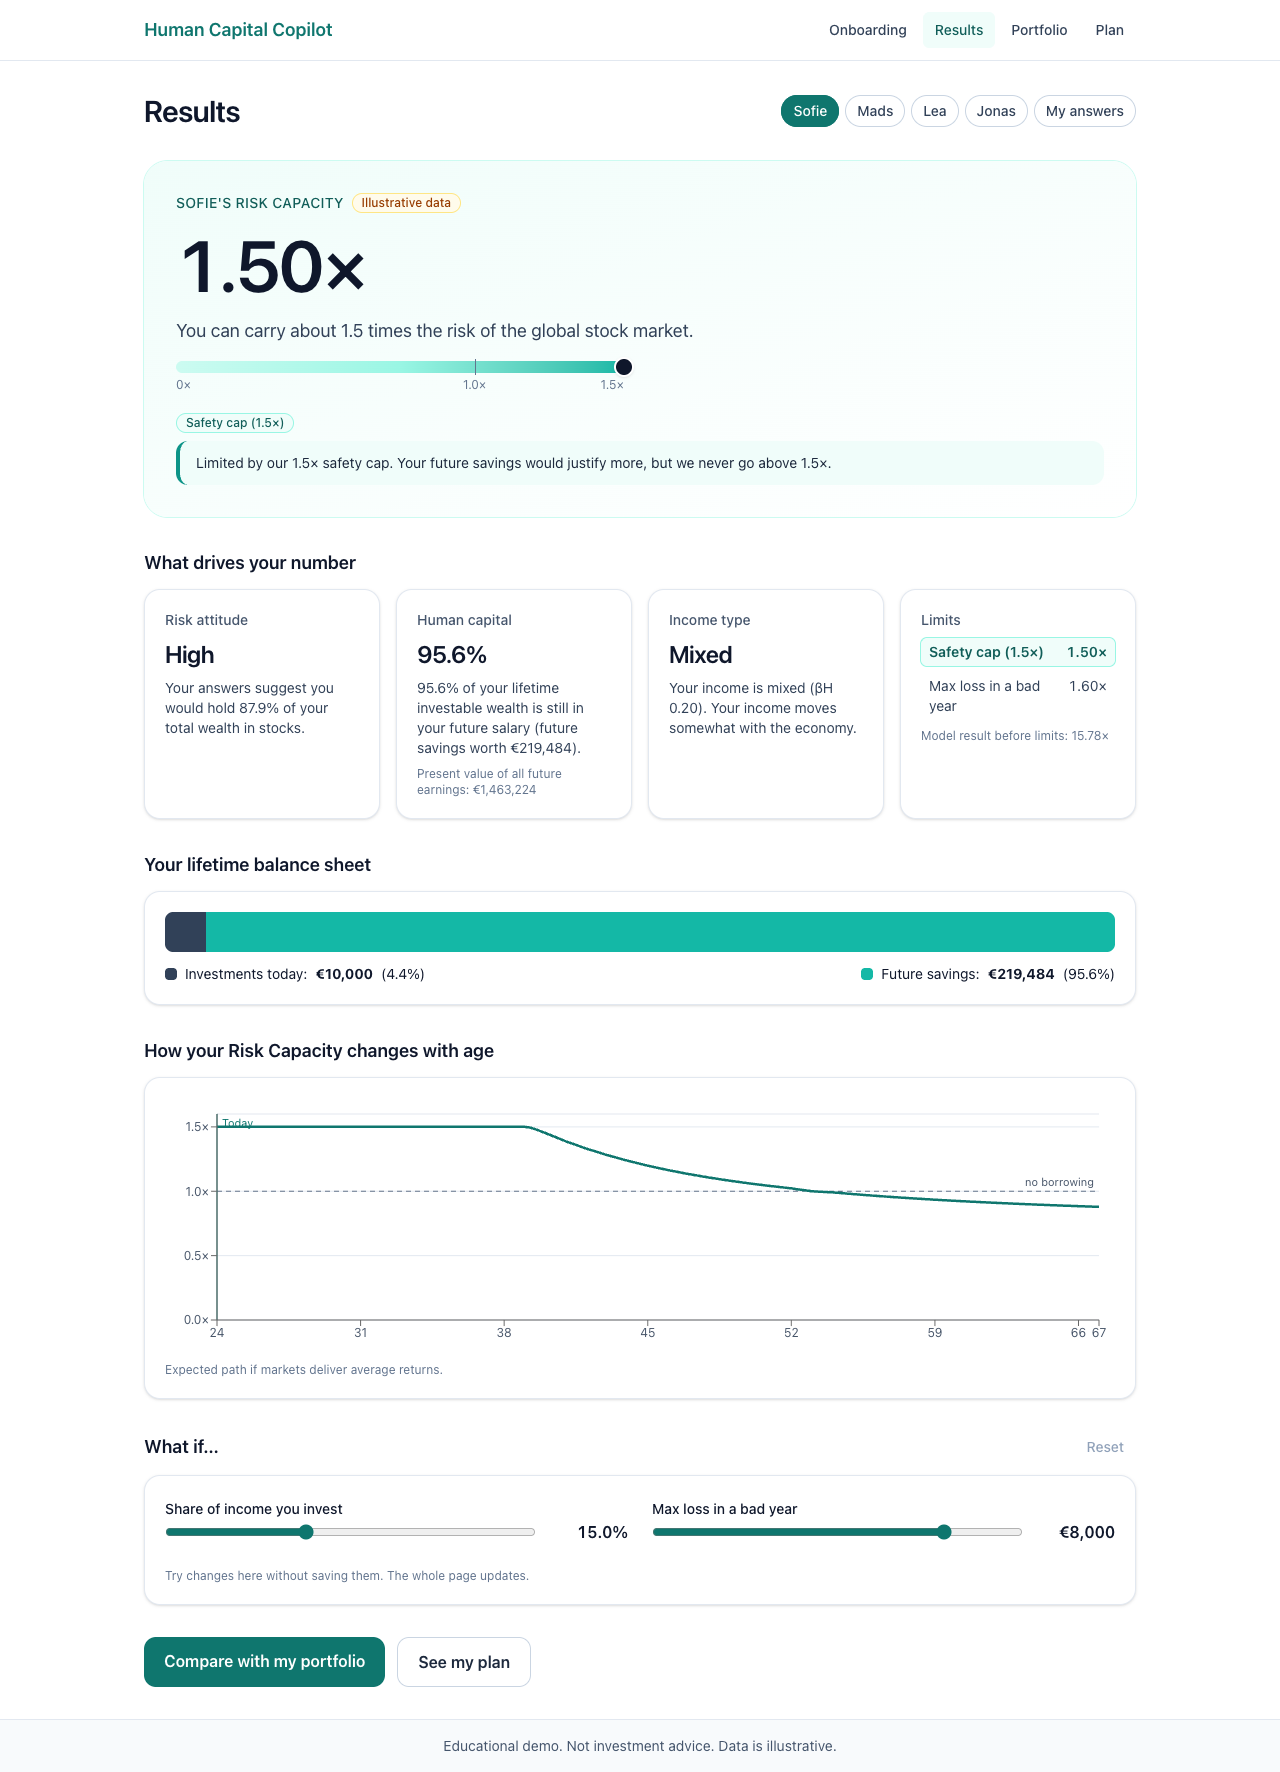 Human Capital Copilot
Onboarding Results Portfolio Plan
Results
Sofie Mads Lea Jonas My answers
SOFIE'S RISK CAPACITY Illustrative data
1.50×
You can carry about 1.5 times the risk of the global stock market.
0× 1.0× 1.5×
Safety cap (1.5×)
Limited by our 1.5× safety cap. Your future savings would justify more, but we never go above 1.5×.
What drives your number
Risk attitude
High
Your answers suggest you
would hold 87.9% of your
total wealth in stocks.
Human capital
95.6%
95.6% of your lifetime
investable wealth is still in
your future salary (future
savings worth €219,484).
Present value of all future
earnings: €1,463,224
Income type
Mixed
Your income is mixed (βH
0.20). Your income moves
somewhat with the economy.
Limits
Safety cap (1.5×) 1.50×
Max loss in a bad 1.60×
year
Model result before limits: 15.78×
Your lifetime balance sheet
Investments today: €10,000 (4.4%)
Future savings: €219,484 (95.6%)
How your Risk Capacity changes with age
Today
1.5×
no borrowing
1.0×
0.5×
0.0×
24 31 38 45 52 59 66 67
Expected path if markets deliver average returns.
What if...
Reset
Share of income you invest
15.0%
Max loss in a bad year
€8,000
Try changes here without saving them. The whole page updates.
Compare with my portfolio See my plan
Educational demo. Not investment advice. Data is illustrative.